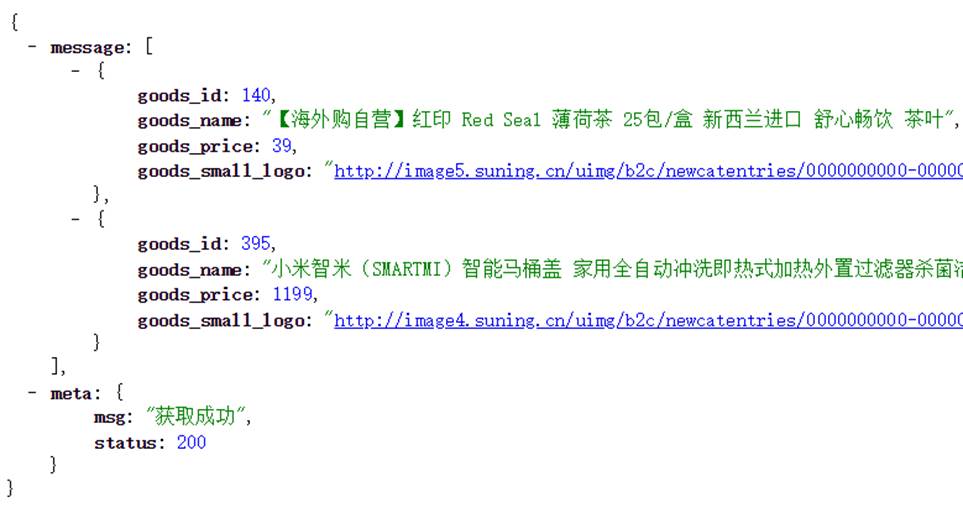 {
- message: [
- {
goods_id: 140,
goods_name: "【海外购自营】红印 Red Seal 薄荷茶 25包/盒 新西兰进口 舒心畅饮 茶叶",
goods_price: 39,
goods_small_logo: "http://image5.suning.cn/uimg/b2c/newcatentries/0000000000-00000
},
- {
goods_id: 395,
goods_name: "小米智米（SMARTMI）智能马桶盖 家用全自动冲洗即热式加热外置过滤器杀菌洁
goods_price: 1199,
goods_small_logo: "http://image4.suning.cn/uimg/b2c/newcatentries/0000000000-00000
}
],
- meta: {
msg: "获取成功",
status: 200
}
}